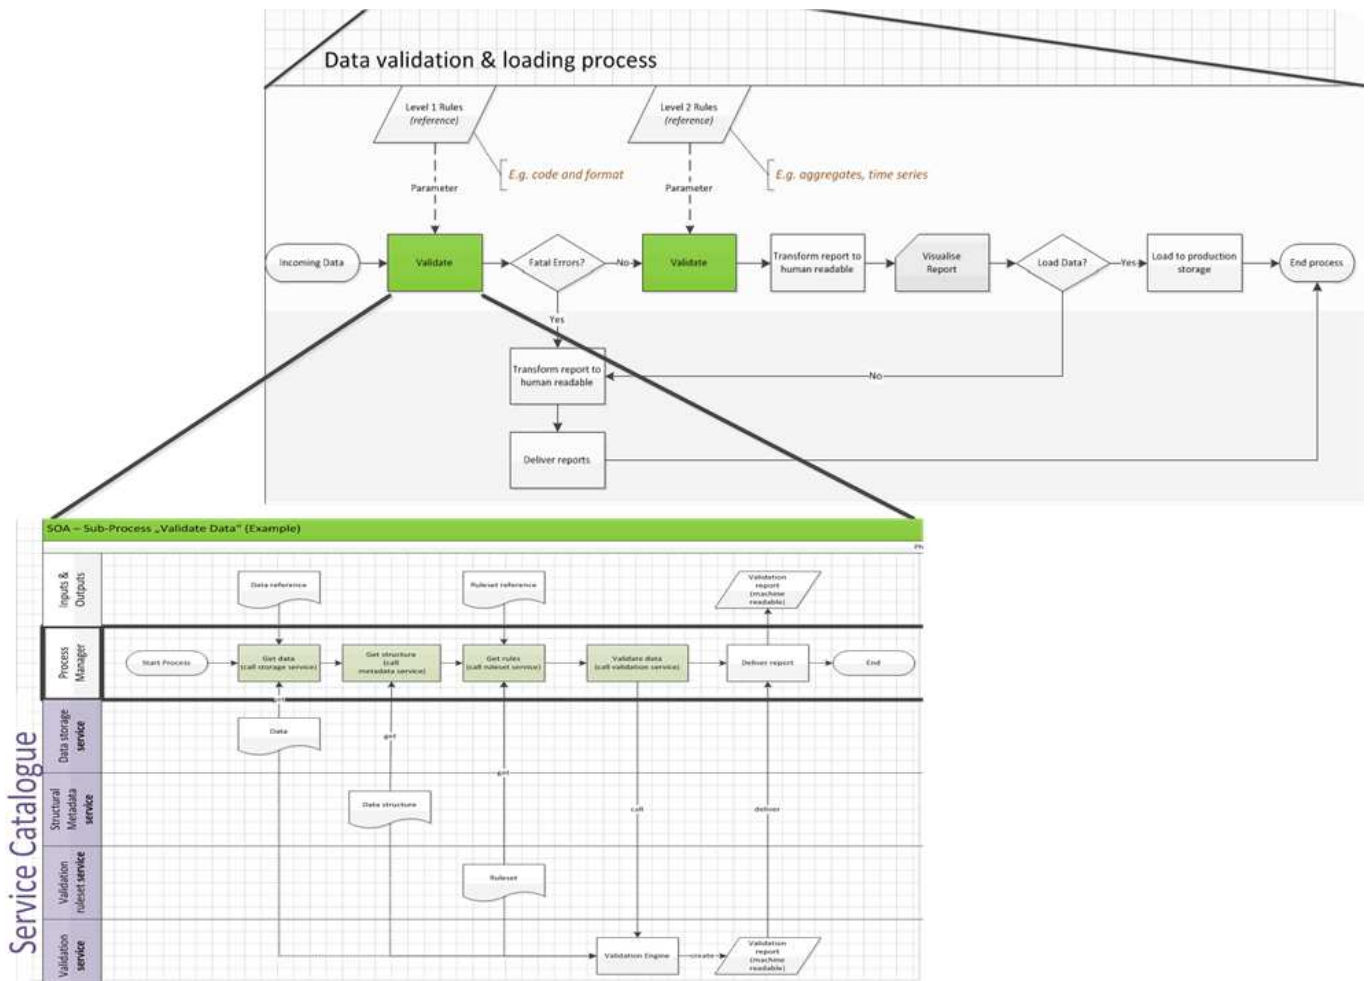 Data validation & loading process
Level 1 Rules
(reference)
Level 2 Rules
(reference)
E.g. code and format
E.g. aggregates, time series
Parameter
Parameter
Incoming Data
Validate
Fatal Errors?
No
Validate
Transform report to
human readable
Visualise
Report
Load Data?
Yes
Load to production
storage
End process
Yes
Transform report to
human readable
No
Deliver reports
SOA – Sub-Process „Validate Data“ (Example)
Ph
Inputs &
Outputs
Data reference
Ruleset reference
Validation
report
(machine
readable)
Process
Manager
Start Process
Get data
(call storage service)
Get structure
(call
metadata service)
Get rules
(call ruleset service)
Validate data
(call validation service)
Deliver report
End
Service Catalogue
Data storage
service
get
Data
get
get
Structural
Metadata
service
Data structure
call
deliver
Validation
ruleset service
Ruleset
Validation
service
Validation Engine
create
Validation
report
(machine
readable)